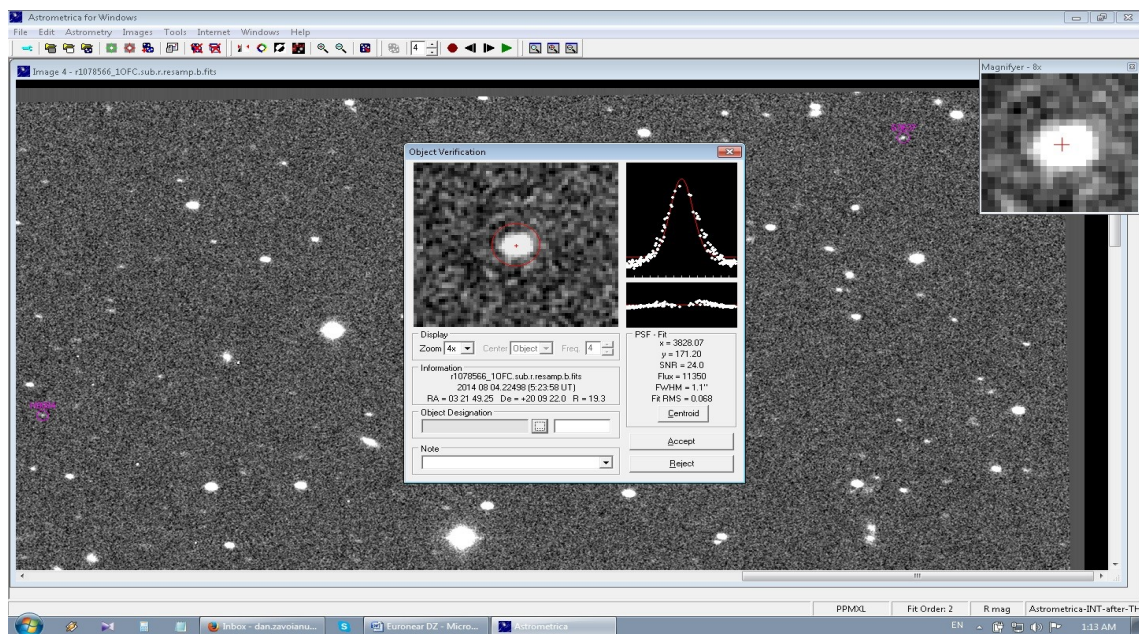 Astrometrica for Windows
File Edit Astrometry Images Tools Internet Windows Help
4
Image 4 - r1078566_1OFC.sub.r.resamp.b.fits
Magnifyer - 8x
Object Verification
Display
Zoom 4x Center Object Freq. 4
Information
r1078566_1OFC.sub.r.resamp.b.fits
2014 08 04.22498 (5:23:58 UT)
RA = 03 21 49.25 De = +20 09 22.0 R = 19.3
Object Designation
...
Note
PSF - Fit
x = 3828.07
y = 171.20
SNR = 24.0
Flux = 11350
FWHM = 1.1"
Fit RMS = 0.068
Centroid
Accept
Reject
PPMXL Fit Order: 2 R mag Astrometrica-INT-after-TH
Inbox - dan.zavoianu... Euronear DZ - Micro... Astrometrica EN 1:13 AM